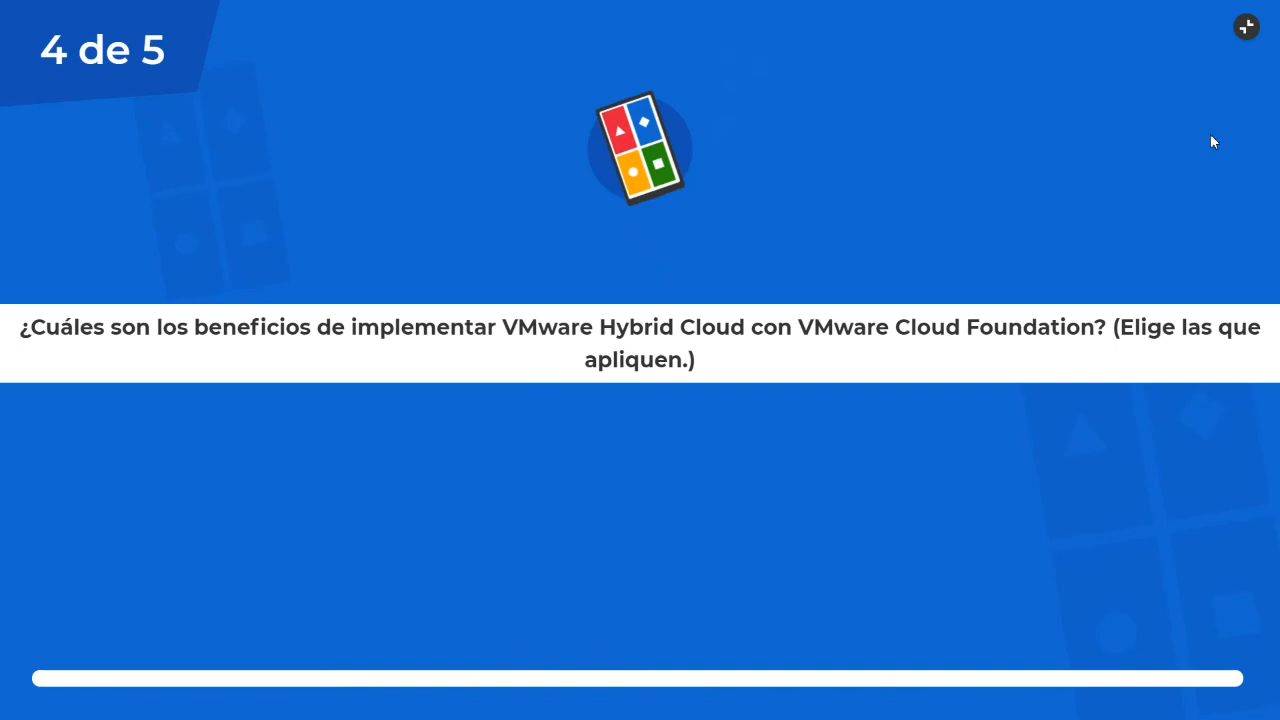 4 de 5
¿Cuáles son los beneficios de implementar VMware Hybrid Cloud con VMware Cloud Foundation? (Elige las que
apliquen.)